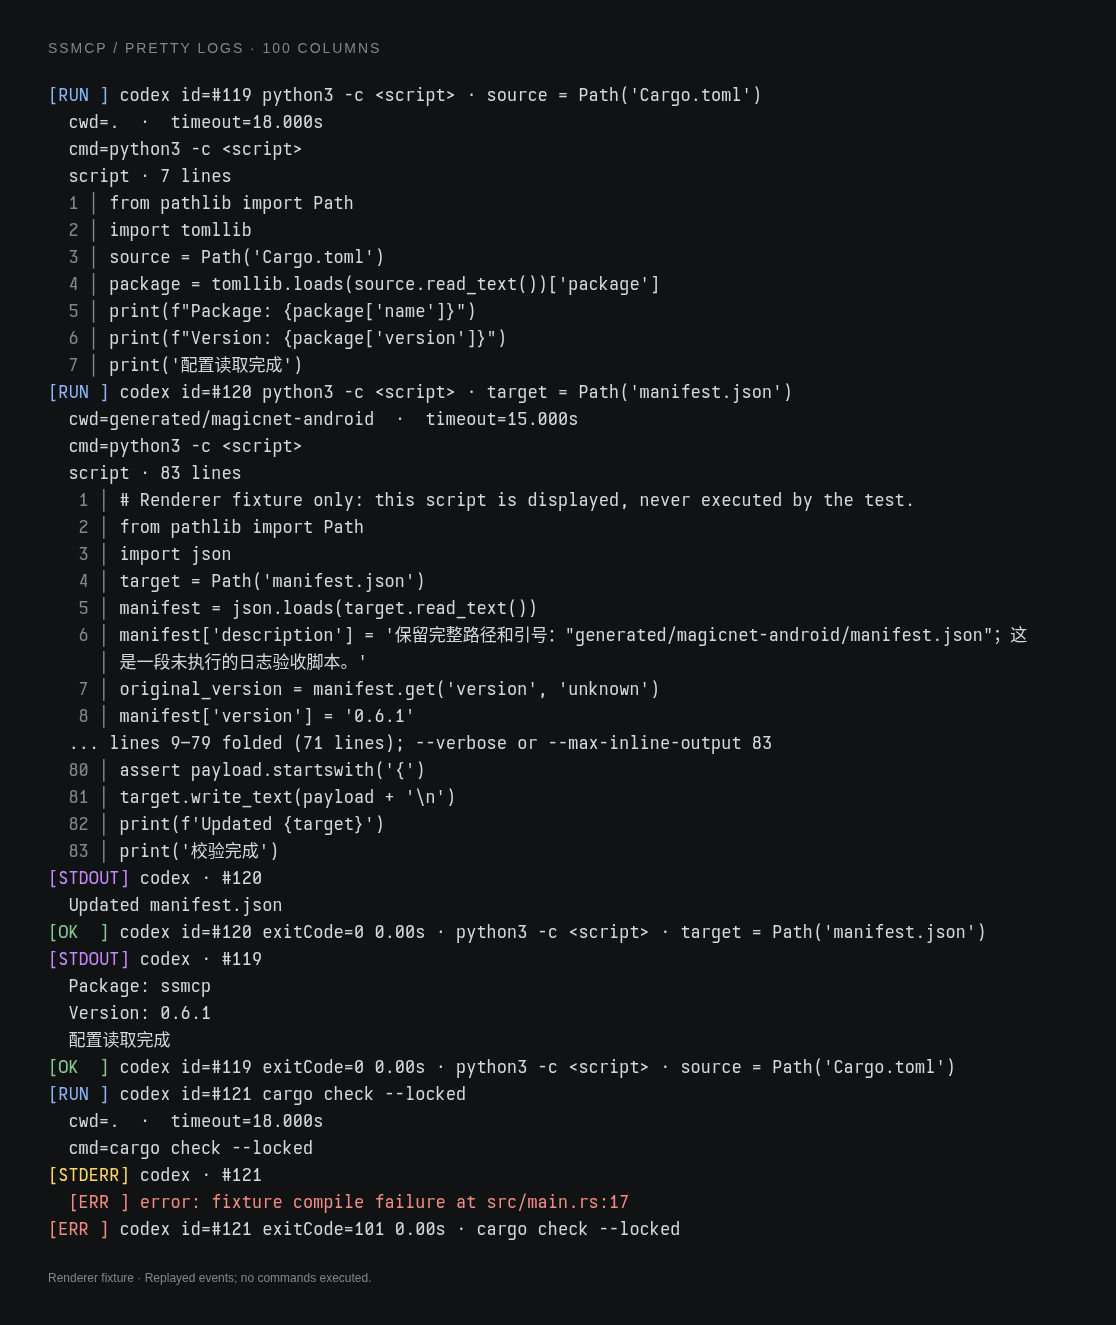 SSMCP / PRETTY LOGS · 100 COLUMNS
[RUN ] codex id=#119 python3 -c <script> · source = Path('Cargo.toml')
cwd=.  ·  timeout=18.000s
cmd=python3 -c <script>
script · 7 lines
1 │ from pathlib import Path
2 │ import tomllib
3 │ source = Path('Cargo.toml')
4 │ package = tomllib.loads(source.read_text())['package']
5 │ print(f"Package: {package['name']}")
6 │ print(f"Version: {package['version']}")
7 │ print('配置读取完成')
[RUN ] codex id=#120 python3 -c <script> · target = Path('manifest.json')
cwd=generated/magicnet-android  ·  timeout=15.000s
cmd=python3 -c <script>
script · 83 lines
1 │ # Renderer fixture only: this script is displayed, never executed by the test.
2 │ from pathlib import Path
3 │ import json
4 │ target = Path('manifest.json')
5 │ manifest = json.loads(target.read_text())
6 │ manifest['description'] = '保留完整路径和引号："generated/magicnet-android/manifest.json"；这
│ 是一段未执行的日志验收脚本。'
7 │ original_version = manifest.get('version', 'unknown')
8 │ manifest['version'] = '0.6.1'
... lines 9–79 folded (71 lines); --verbose or --max-inline-output 83
80 │ assert payload.startswith('{')
81 │ target.write_text(payload + '\n')
82 │ print(f'Updated {target}')
83 │ print('校验完成')
[STDOUT] codex · #120
Updated manifest.json
[OK  ] codex id=#120 exitCode=0 0.00s · python3 -c <script> · target = Path('manifest.json')
[STDOUT] codex · #119
Package: ssmcp
Version: 0.6.1
配置读取完成
[OK  ] codex id=#119 exitCode=0 0.00s · python3 -c <script> · source = Path('Cargo.toml')
[RUN ] codex id=#121 cargo check --locked
cwd=.  ·  timeout=18.000s
cmd=cargo check --locked
[STDERR] codex · #121
[ERR ] error: fixture compile failure at src/main.rs:17
[ERR ] codex id=#121 exitCode=101 0.00s · cargo check --locked
Renderer fixture · Replayed events; no commands executed.